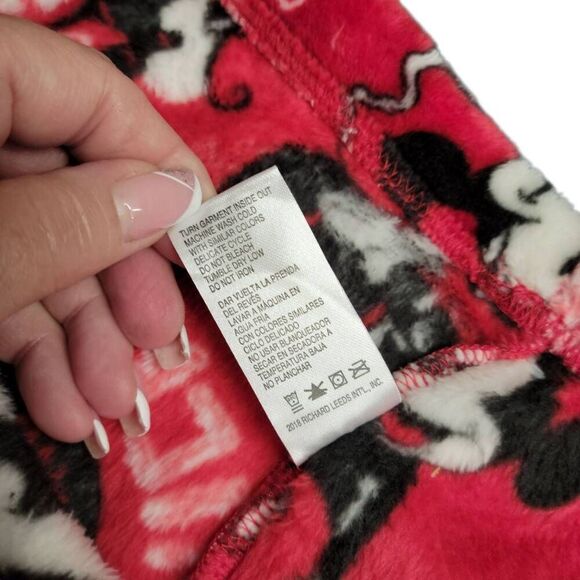 TURN GARMENT INSIDE OUT
MACHINE WASH COLD
WITH SIMILAR COLORS
DELICATE CYCLE
DO NOT BLEACH
TUMBLE DRY LOW
DO NOT IRON
DAR VUELTA LA PRENDA
DEL REVÉS
LAVAR A MAQUINA EN
AGUA FRIA
CON COLORES SIMILARES
CICLO DELICADO
NO USAR BLANQUEADOR
SECAR EN SECADORA A
TEMPERATURA BAJA
NO PLANCHAR
2018 RICHARD LEEDS INT'L, INC.